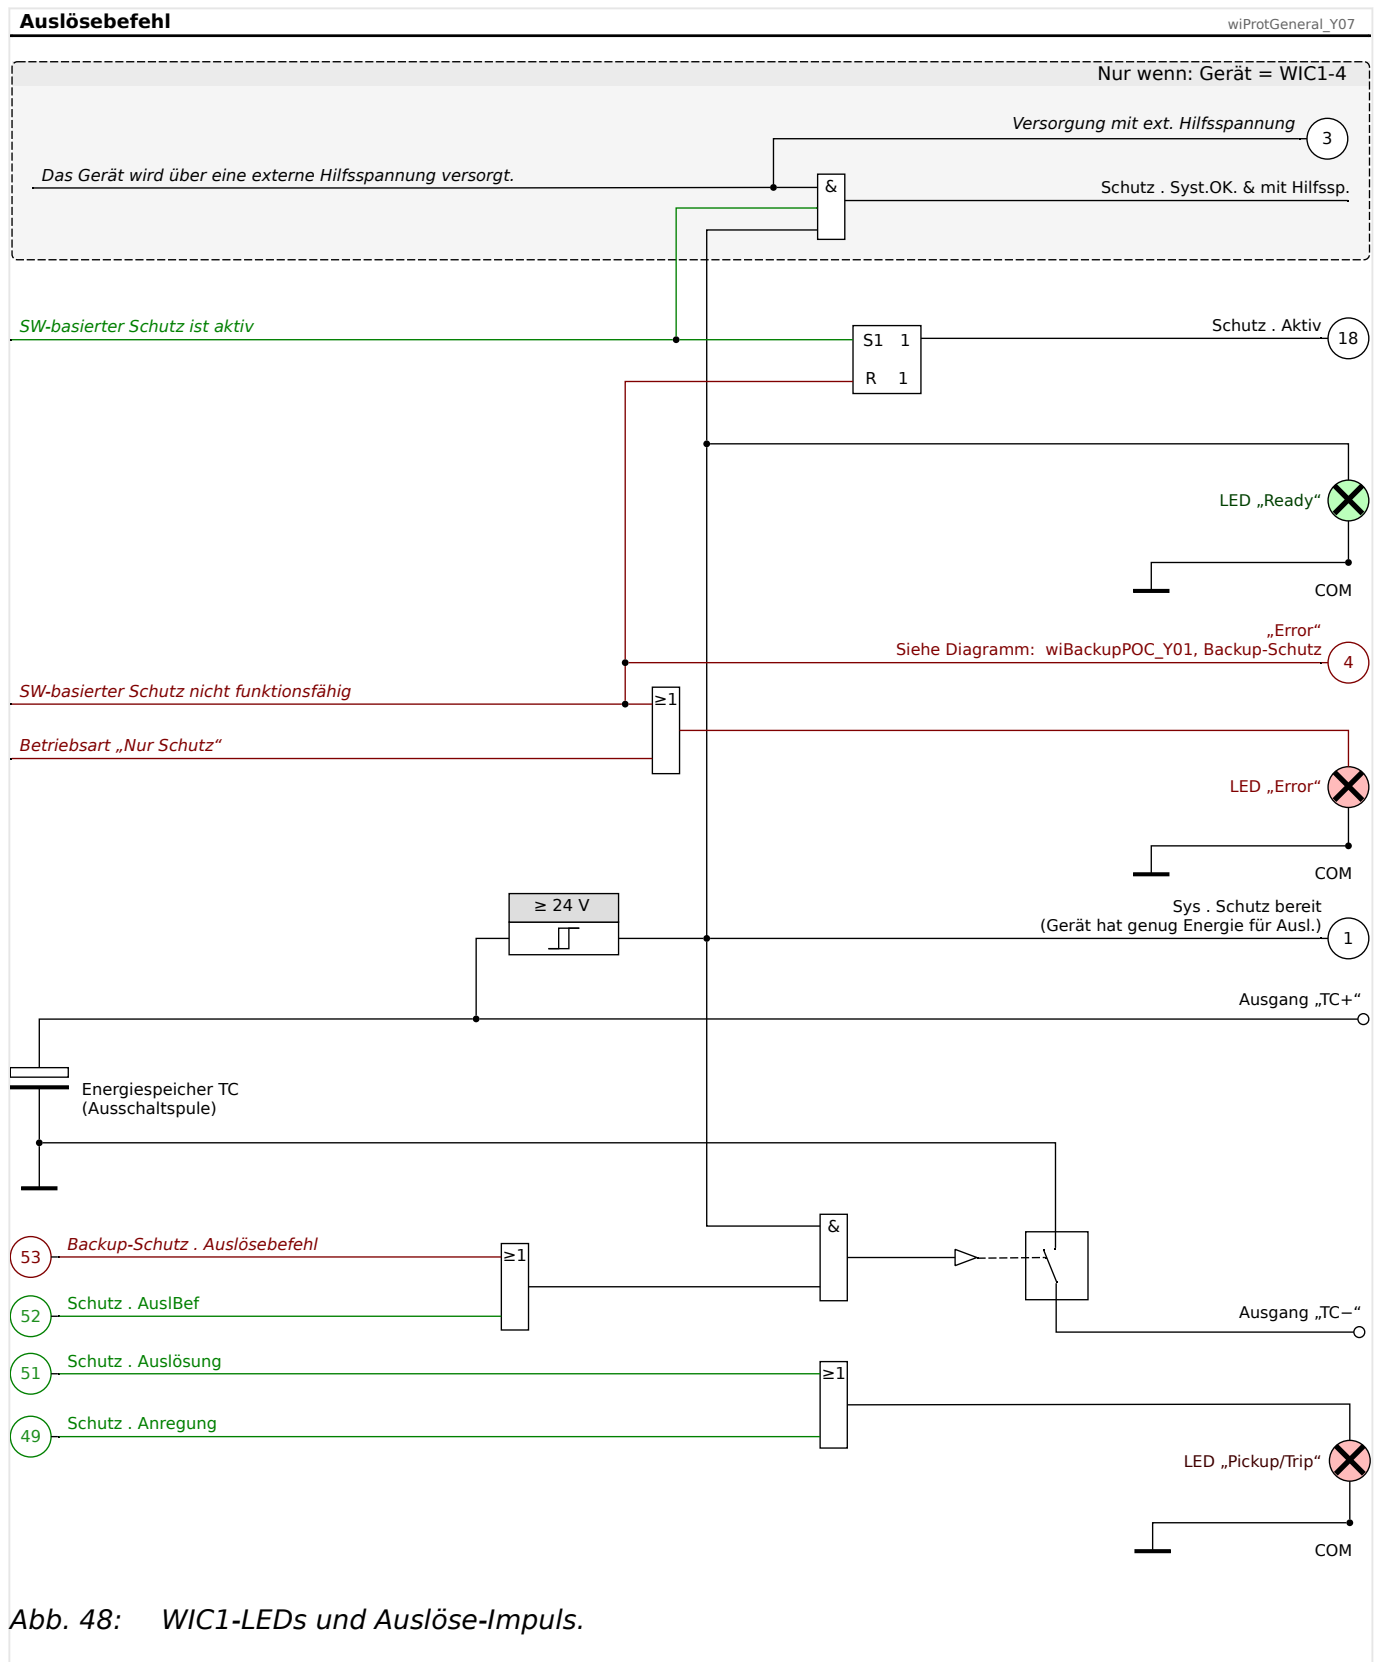 Auslösebefehl
wiProtGeneral_Y07
Nur wenn: Gerät = WIC1-4
Versorgung mit ext. Hilfsspannung
3
Das Gerät wird über eine externe Hilfsspannung versorgt.
&
Schutz . Syst.OK. & mit Hilfssp.
SW-basierter Schutz ist aktiv
S1 1
R 1
Schutz . Aktiv
18
LED „Ready“
COM
„Error“
Siehe Diagramm: wiBackupPOC_Y01, Backup-Schutz
4
SW-basierter Schutz nicht funktionsfähig
≥1
Betriebsart „Nur Schutz“
LED „Error“
COM
≥ 24 V
Sys . Schutz bereit
(Gerät hat genug Energie für Ausl.)
1
Ausgang „TC+“
Energiespeicher TC
(Ausschaltspule)
&
53
Backup-Schutz . Auslösebefehl
≥1
52
Schutz . AuslBef
Ausgang „TC−“
51
Schutz . Auslösung
≥1
49
Schutz . Anregung
LED „Pickup/Trip“
COM
Abb. 48: WIC1-LEDs und Auslöse-Impuls.